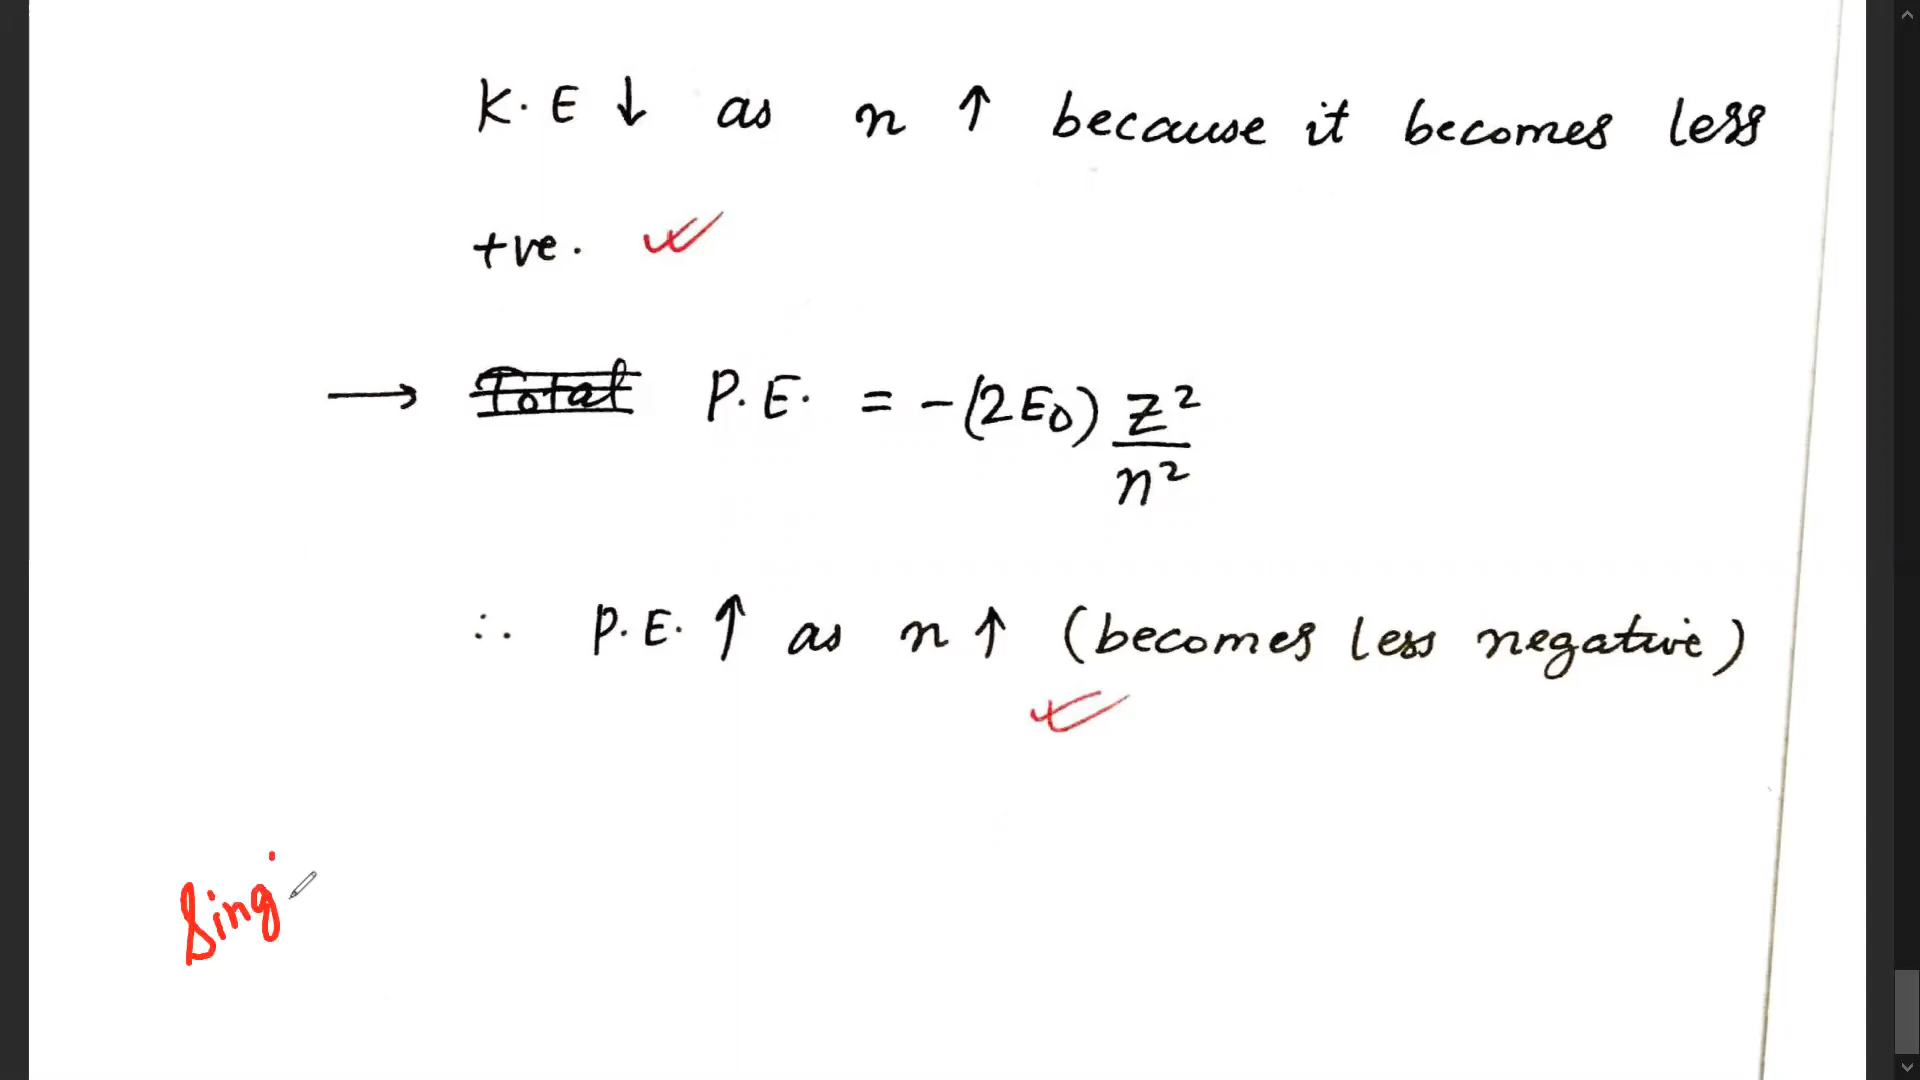 K.E ↓ as n ↑ because it becomes less
+ve.
→ Total P.E. = -(2E₀) Z²/n²
∴ P.E. ↑ as n ↑ (becomes less negative)
Sing